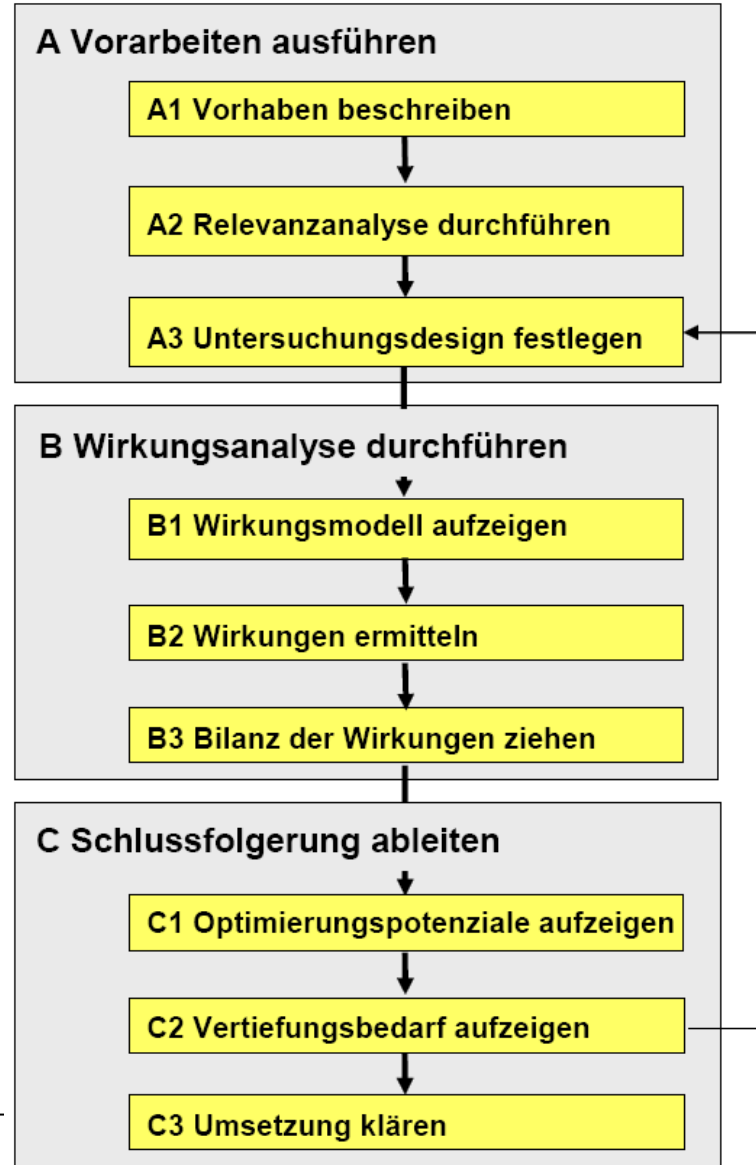 A Vorarbeiten ausführen
A1 Vorhaben beschreiben
A2 Relevanzanalyse durchführen
A3 Untersuchungsdesign festlegen
B Wirkungsanalyse durchführen
B1 Wirkungsmodell aufzeigen
B2 Wirkungen ermitteln
B3 Bilanz der Wirkungen ziehen
C Schlussfolgerung ableiten
C1 Optimierungspotenziale aufzeigen
C2 Vertiefungsbedarf aufzeigen
C3 Umsetzung klären